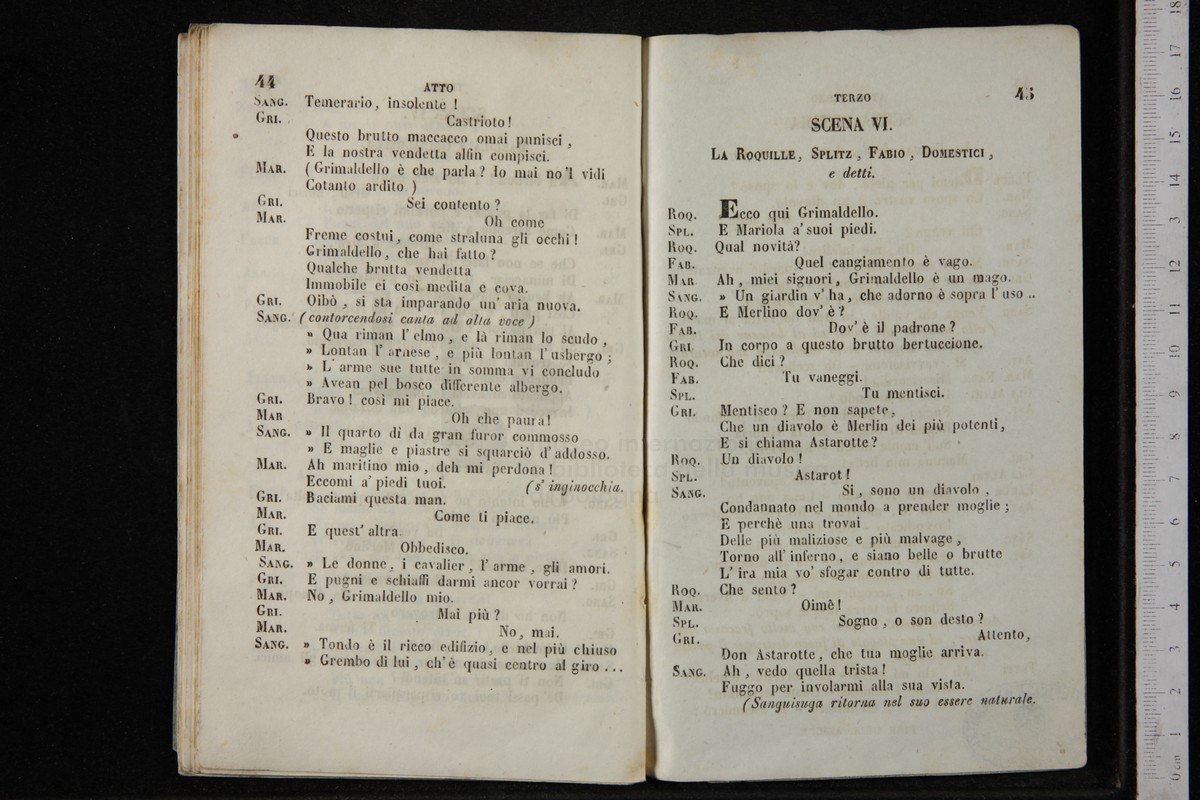 44
ATTO
SANG. Temerario, insolente !
GRI. Castrioto !
Questo brutto maccacco omai punisci ,
E la nostra vendetta alfin compisci.
MAR. ( Grimaldello è che parla ? Io mai no 'l vidi
Cotanto ardito )
GRI. Sei contento ?
MAR. Oh come
Freme costui, come straluna gli occhi !
Grimaldello, che hai fatto ?
Qualche brutta vendetta
Immobile ei così medita e cova.
GRI. Oibò , si sta imparando un' aria nuova.
SANG. ( contorcendosi canta ad alta voce )
» Qua riman l' elmo , e là riman lo scudo ,
» Lontan l' arnese , e più lontan l' usbergo ;
» L' arme sue tutte in somma vi concludo
» Avean pel bosco differente albergo.
GRI. Bravo ! così mi piace.
MAR Oh che paura!
SANG. » Il quarto dì da gran furor commosso
» E maglie e piastre si squarciò d' addosso.
MAR. Ah maritino mio , deh mi perdona !
Eccomi a' piedi tuoi. ( s' inginocchia.
GRI. Baciami questa man.
MAR. Come ti piace.
GRI. E quest' altra.
MAR. Obbedisco.
SANG. » Le donne, i cavalier, l' arme , gli amori.
GRI. E pugni e schiaffi darmi ancor vorrai ?
MAR. No , Grimaldello mio.
GRI. Mai più ?
MAR. No, mai.
SANG. » Tondo è il ricco edifizio, e nel più chiuso
» Grembo di lui , ch' è quasi centro al giro ...
TERZO
45
SCENA VI.
LA ROQUILLE, SPLITZ , FABIO , DOMESTICI ,
e detti.
ROQ. Ecco qui Grimaldello.
SPL. E Mariola a' suoi piedi.
ROQ. Qual novità?
FAB. Quel cangiamento è vago.
MAR Ah , miei signori, Grimaldello è un mago.
SANG. » Un giardin v' ha , che adorno è sopra l' uso ..
ROQ. E Merlino dov' è ?
FAB. Dov' è il padrone ?
GRI. In corpo a questo brutto bertuccione.
ROQ. Che dici ?
FAB. Tu vaneggi.
SPL. Tu mentisci.
GRI. Mentisco ? E non sapete,
Che un diavolo è Merlin dei più potenti,
E si chiama Astarotte ?
ROQ. Un diavolo !
SPL. Astarot !
SANG. Si , sono un diavolo ,
Condannato nel mondo a prender moglie ;
E perchè una trovai
Delle più maliziose e più malvage ,
Torno all' inferno, e siano belle o brutte
L' ira mia vo' sfogar contro di tutte.
ROQ. Che sento ?
MAR. Oimè !
SPL. Sogno , o son desto ?
GRI. Attento,
Don Astarotte, che tua moglie arriva.
SANG. Ah , vedo quella trista !
Fuggo per involarmi alla sua vista.
(Sanguisuga ritorna nel suo essere naturale.